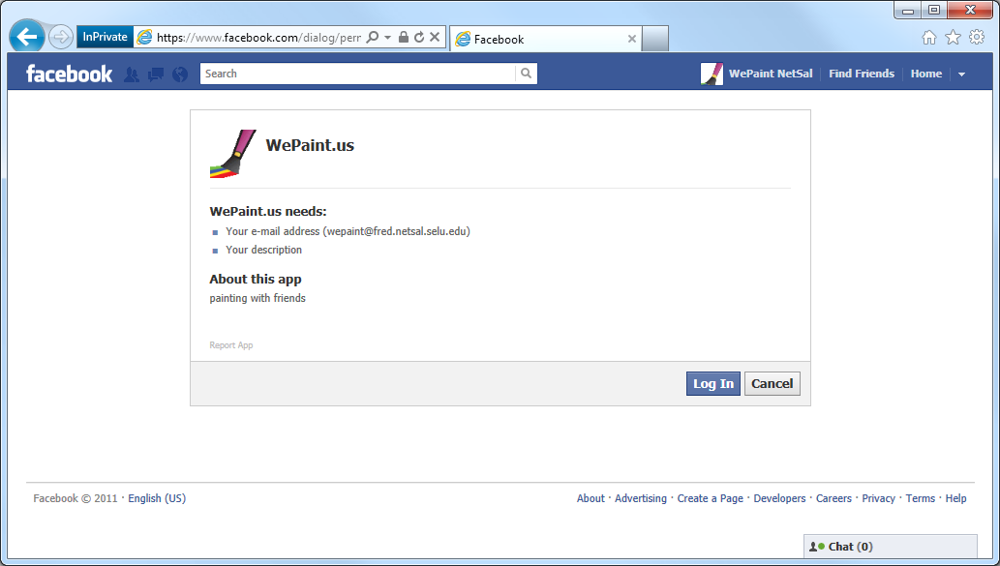 InPrivate https://www.facebook.com/dialog/perr Facebook
facebook Search WePaint NetSal Find Friends Home
WePaint.us
WePaint.us needs:
Your e-mail address (wepaint@fred.netsal.selu.edu)
Your description
About this app
painting with friends
Report App
Log In Cancel
Facebook © 2011 · English (US) About · Advertising · Create a Page · Developers · Careers · Privacy · Terms · Help
Chat (0)